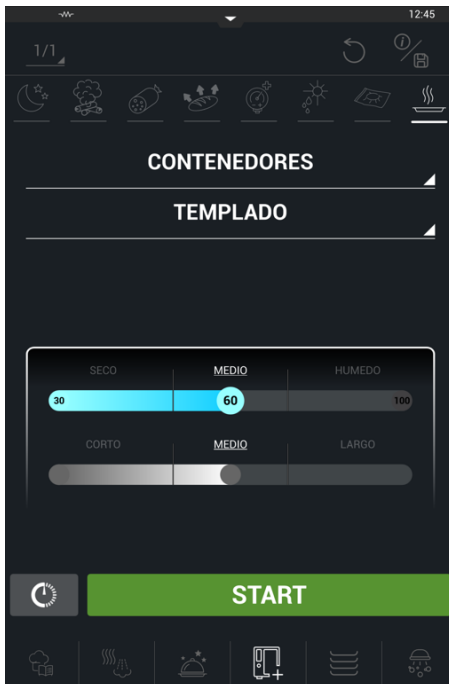 12:45
1/1
CONTENEDORES
TEMPLADO
SECO MEDIO HUMEDO
30 60 100
CORTO MEDIO LARGO
START